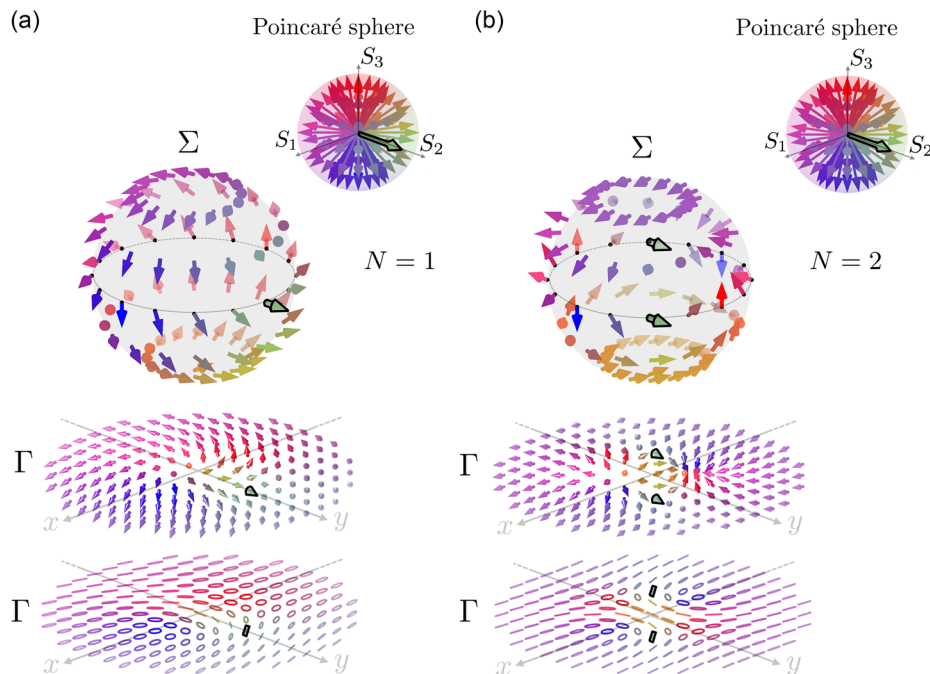 (a)
Poincaré sphere
S₃
S₁
S₂
Σ
N = 1
Γ
x
y
Γ
x
y
(b)
Poincaré sphere
S₃
S₁
S₂
Σ
N = 2
Γ
x
y
Γ
x
y